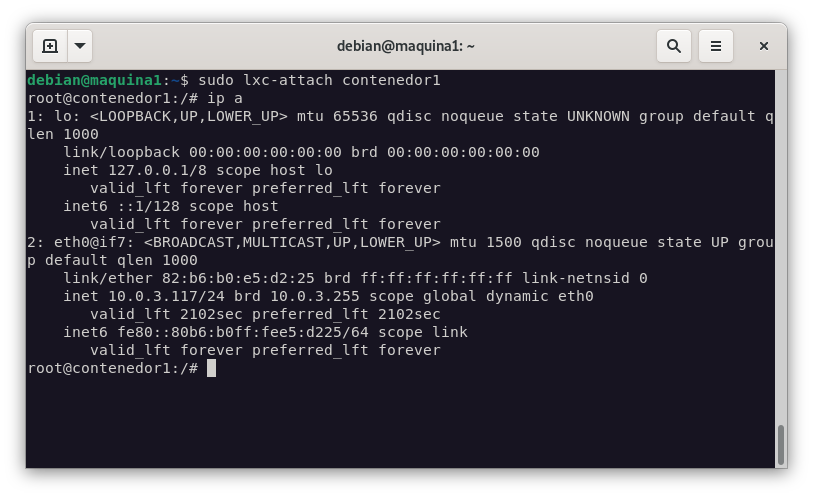 debian@maquina1: ~
debian@maquina1:~$ sudo lxc-attach contenedor1
root@contenedor1:/# ip a
1: lo: <LOOPBACK,UP,LOWER_UP> mtu 65536 qdisc noqueue state UNKNOWN group default q
len 1000
    link/loopback 00:00:00:00:00:00 brd 00:00:00:00:00:00
    inet 127.0.0.1/8 scope host lo
       valid_lft forever preferred_lft forever
    inet6 ::1/128 scope host
       valid_lft forever preferred_lft forever
2: eth0@if7: <BROADCAST,MULTICAST,UP,LOWER_UP> mtu 1500 qdisc noqueue state UP grou
p default qlen 1000
    link/ether 82:b6:b0:e5:d2:25 brd ff:ff:ff:ff:ff:ff link-netnsid 0
    inet 10.0.3.117/24 brd 10.0.3.255 scope global dynamic eth0
       valid_lft 2102sec preferred_lft 2102sec
    inet6 fe80::80b6:b0ff:fee5:d225/64 scope link
       valid_lft forever preferred_lft forever
root@contenedor1:/#